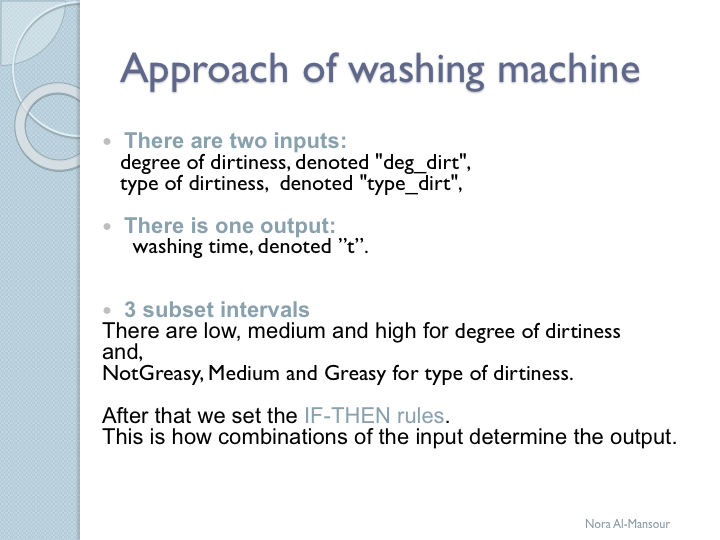 Approach of washing machine
• There are two inputs:
degree of dirtiness, denoted "deg_dirt",
type of dirtiness,  denoted "type_dirt",
• There is one output:
washing time, denoted ”t”.
• 3 subset intervals
There are low, medium and high for degree of dirtiness
and,
NotGreasy, Medium and Greasy for type of dirtiness.
After that we set the IF-THEN rules.
This is how combinations of the input determine the output.
Nora Al-Mansour